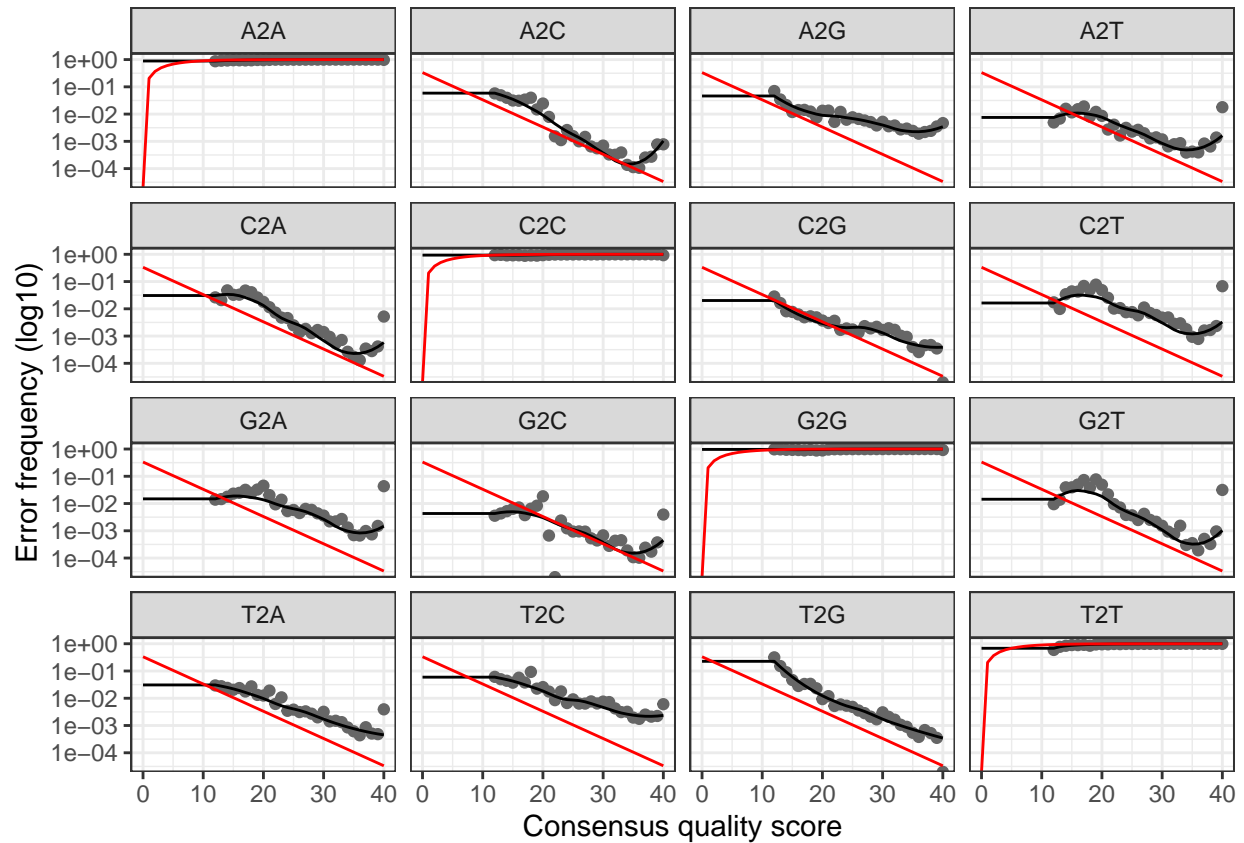 A2A A2C A2G A2T
1e+00
1e−01
1e−02
1e−03
1e−04
C2A C2C C2G C2T
1e+00
1e−01
1e−02
1e−03
1e−04
G2A G2C G2G G2T
1e+00
1e−01
1e−02
1e−03
1e−04
T2A T2C T2G T2T
1e+00
1e−01
1e−02
1e−03
1e−04
0 10 20 30 40 0 10 20 30 40 0 10 20 30 40 0 10 20 30 40
Consensus quality score
Error frequency (log10)